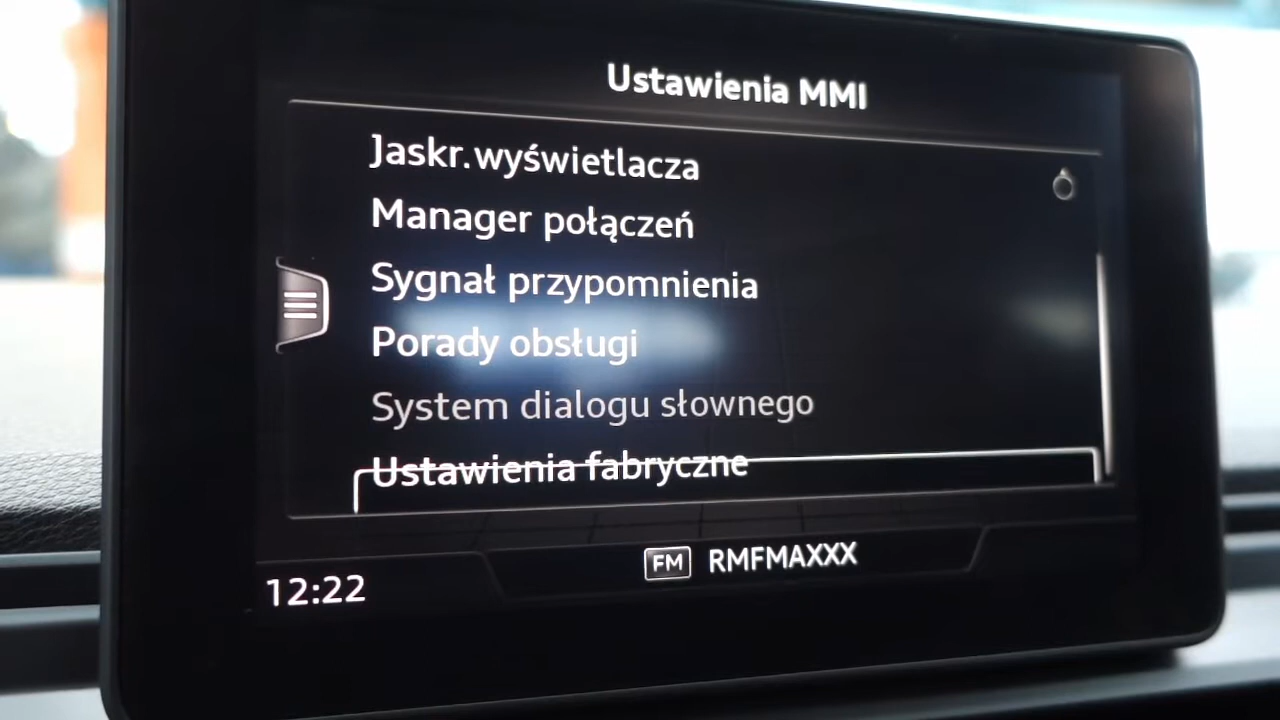 Ustawienia MMI
Jaskr.wyświetlacza
Manager połączeń
Sygnał przypomnienia
Porady obsługi
System dialogu słownego
Ustawienia fabryczne
FM RMFMAXXX
12:22